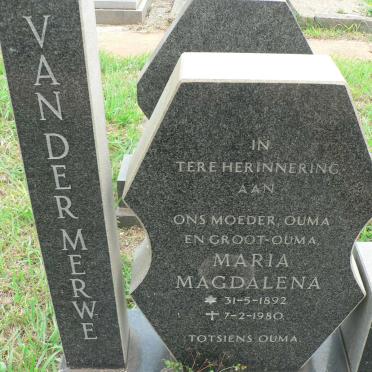 VAN DER MERWE
IN
TERE HERINNERING
AAN
ONS MOEDER, OUMA
EN GROOT-OUMA
MARIA
MAGDALENA
* 31-5-1892
✝ 7-2-1980
TOTSIENS OUMA